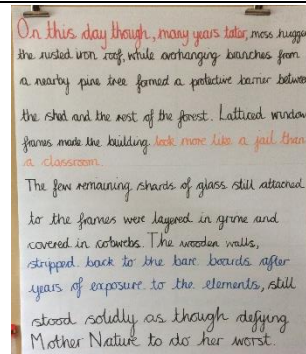 On this day though, many years later, moss hugged
the rusted iron roof, while overhanging branches from
a nearby pine tree formed a protective barrier between
the shed and the rest of the forest. Latticed window
frames made the building look more like a jail than
a classroom.
The few remaining shards of glass still attached
to the frames were layered in grime and
covered in cobwebs. The wooden walls,
stripped back to the bare boards after
years of exposure to the elements, still
stood solidly as though defying
Mother Nature to do her worst.